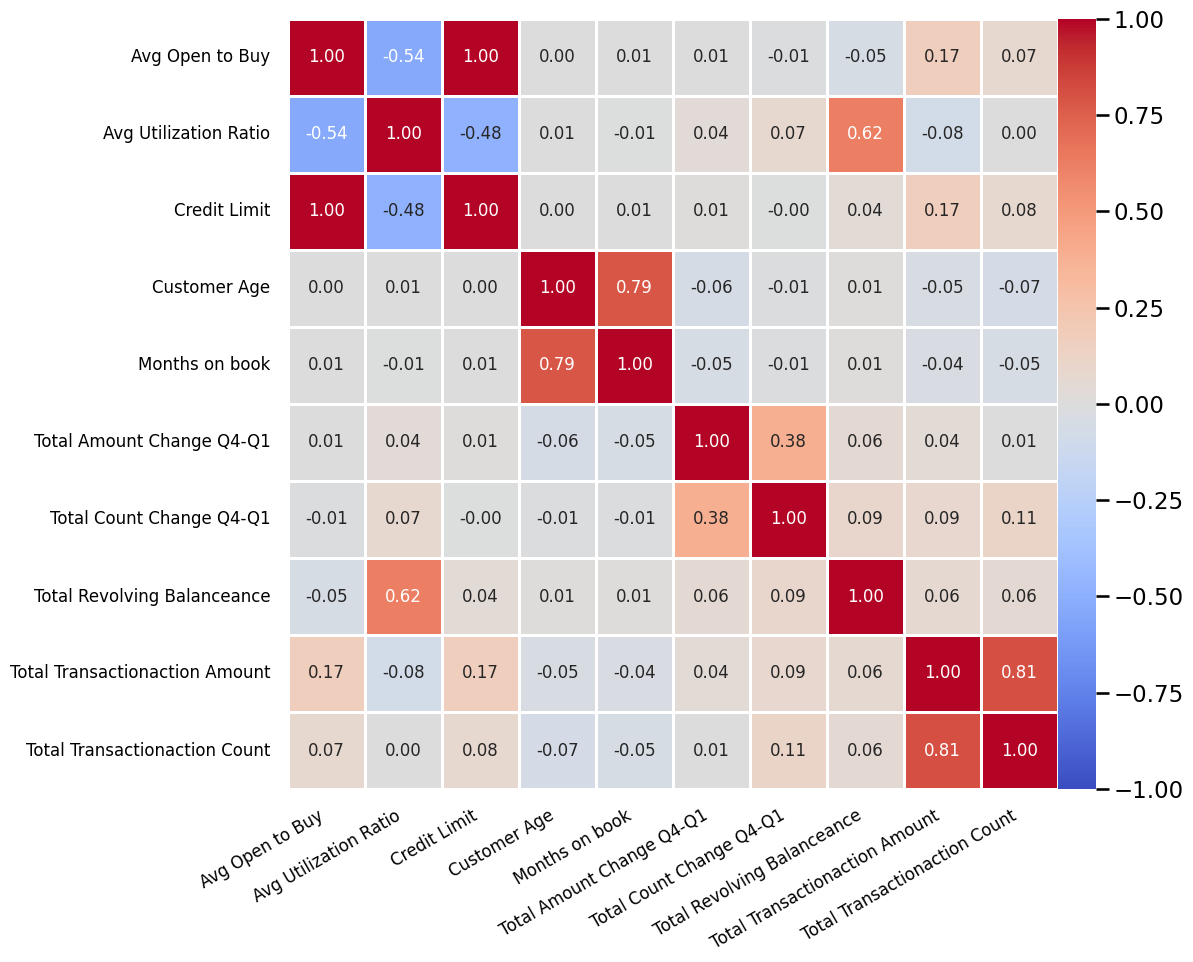 Avg Open to Buy 1.00 -0.54 1.00 0.00 0.01 0.01 -0.01 -0.05 0.17 0.07
Avg Utilization Ratio -0.54 1.00 -0.48 0.01 -0.01 0.04 0.07 0.62 -0.08 0.00
Credit Limit 1.00 -0.48 1.00 0.00 0.01 0.01 -0.00 0.04 0.17 0.08
Customer Age 0.00 0.01 0.00 1.00 0.79 -0.06 -0.01 0.01 -0.05 -0.07
Months on book 0.01 -0.01 0.01 0.79 1.00 -0.05 -0.01 0.01 -0.04 -0.05
Total Amount Change Q4-Q1 0.01 0.04 0.01 -0.06 -0.05 1.00 0.38 0.06 0.04 0.01
Total Count Change Q4-Q1 -0.01 0.07 -0.00 -0.01 -0.01 0.38 1.00 0.09 0.09 0.11
Total Revolving Balanceance -0.05 0.62 0.04 0.01 0.01 0.06 0.09 1.00 0.06 0.06
Total Transactionaction Amount 0.17 -0.08 0.17 -0.05 -0.04 0.04 0.09 0.06 1.00 0.81
Total Transactionaction Count 0.07 0.00 0.08 -0.07 -0.05 0.01 0.11 0.06 0.81 1.00
Avg Open to Buy
Avg Utilization Ratio
Credit Limit
Customer Age
Months on book
Total Amount Change Q4-Q1
Total Count Change Q4-Q1
Total Revolving Balanceance
Total Transactionaction Amount
Total Transactionaction Count
1.00
0.75
0.50
0.25
0.00
−0.25
−0.50
−0.75
−1.00